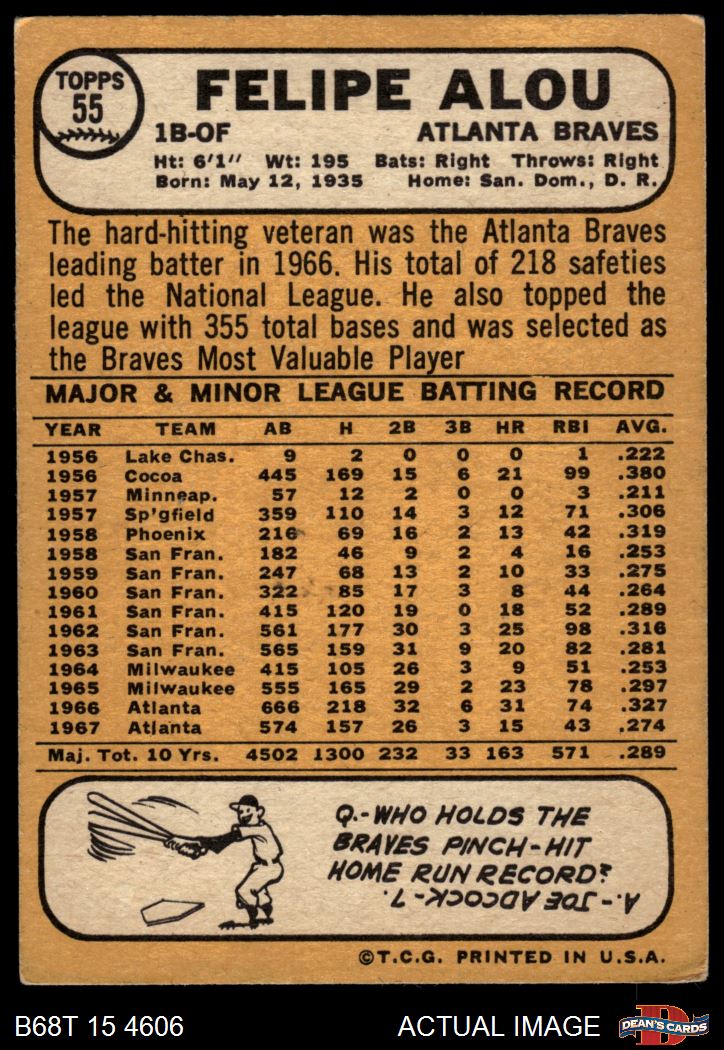 TOPPS
55
FELIPE ALOU
1B-OF ATLANTA BRAVES
Ht: 6'1" Wt: 195 Bats: Right Throws: Right
Born: May 12, 1935 Home: San. Dom., D. R.
The hard-hitting veteran was the Atlanta Braves
leading batter in 1966. His total of 218 safeties
led the National League. He also topped the
league with 355 total bases and was selected as
the Braves Most Valuable Player
MAJOR & MINOR LEAGUE BATTING RECORD
YEAR TEAM AB H 2B 3B HR RBI AVG.
1956 Lake Chas. 9 2 0 0 0 1 .222
1956 Cocoa 445 169 15 6 21 99 .380
1957 Minneap. 57 12 2 0 0 3 .211
1957 Sp'gfield 359 110 14 3 12 71 .306
1958 Phoenix 216 69 16 2 13 42 .319
1958 San Fran. 182 46 9 2 4 16 .253
1959 San Fran. 247 68 13 2 10 33 .275
1960 San Fran. 322 85 17 3 8 44 .264
1961 San Fran. 415 120 19 0 18 52 .289
1962 San Fran. 561 177 30 3 25 98 .316
1963 San Fran. 565 159 31 9 20 82 .281
1964 Milwaukee 415 105 26 3 9 51 .253
1965 Milwaukee 555 165 29 2 23 78 .297
1966 Atlanta 666 218 32 6 31 74 .327
1967 Atlanta 574 157 26 3 15 43 .274
Maj. Tot. 10 Yrs. 4502 1300 232 33 163 571 .289
Q.-WHO HOLDS THE
BRAVES PINCH-HIT
HOME RUN RECORD?
A.-JOE ADCOCK-7.
©T.C.G. PRINTED IN U.S.A.
B68T 15 4606 ACTUAL IMAGE DEAN'S CARDS